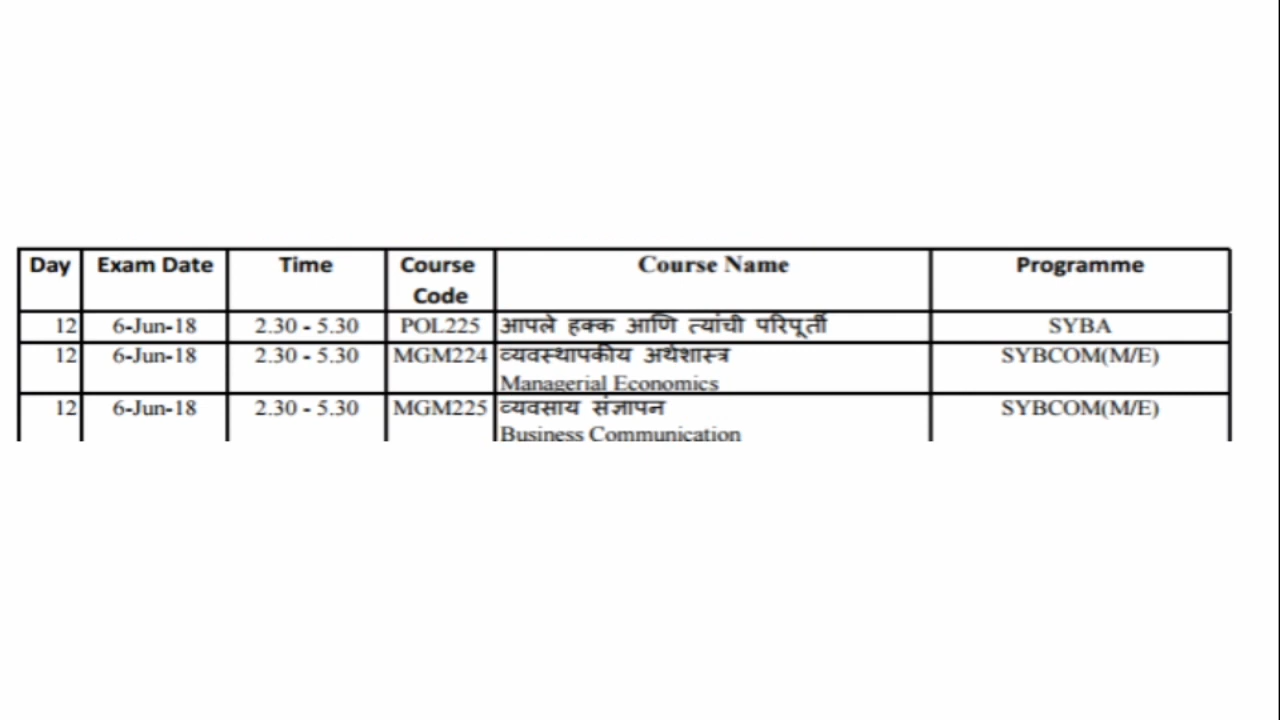 Day Exam Date Time Course Code Course Name Programme
12 6-Jun-18 2.30 - 5.30 POL225 आपले हक्क आणि त्यांची परिपूर्ती SYBA
12 6-Jun-18 2.30 - 5.30 MGM224 व्यवस्थापकीय अर्थशास्त्र SYBCOM(M/E)
Managerial Economics
12 6-Jun-18 2.30 - 5.30 MGM225 व्यवसाय संज्ञापन SYBCOM(M/E)
Business Communication